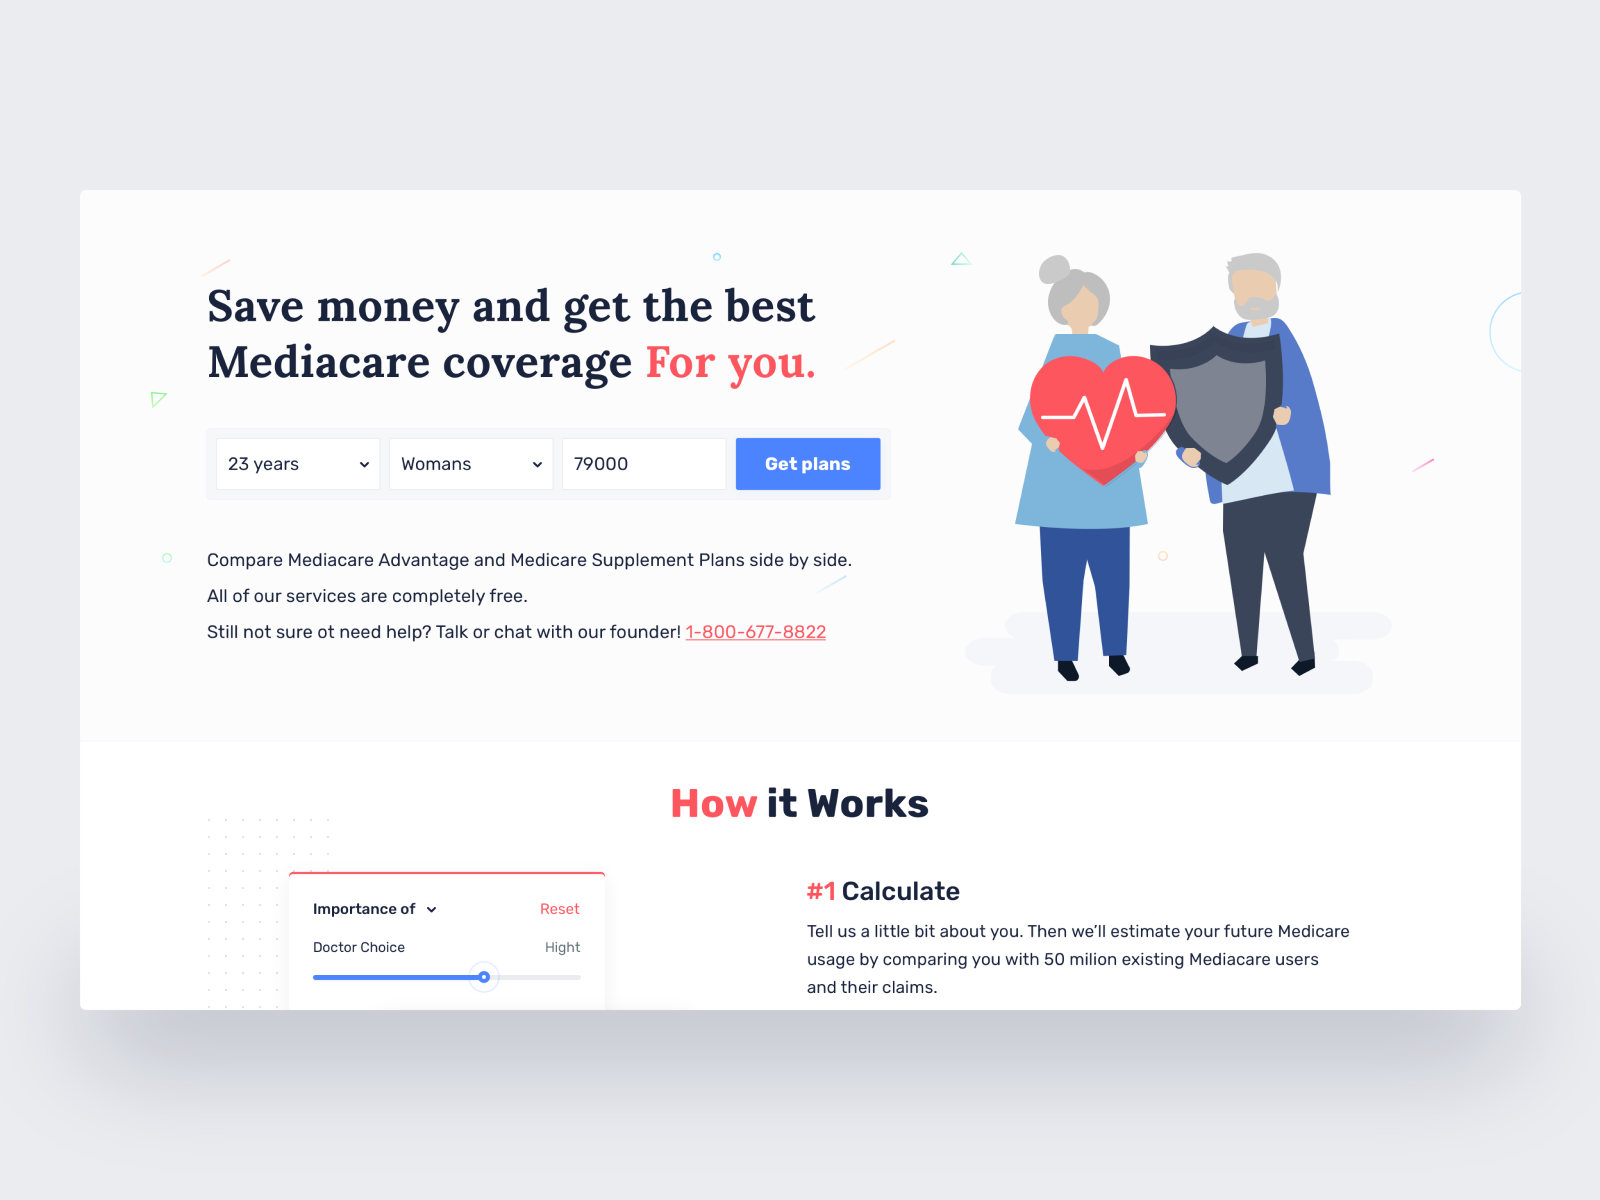 Save money and get the best
Mediacare coverage For you.
23 years
Womans
79000
Get plans
Compare Mediacare Advantage and Medicare Supplement Plans side by side.
All of our services are completely free.
Still not sure ot need help? Talk or chat with our founder! 1-800-677-8822
How it Works
Importance of
Reset
Doctor Choice
Hight
#1 Calculate
Tell us a little bit about you. Then we’ll estimate your future Medicare
usage by comparing you with 50 milion existing Mediacare users
and their claims.